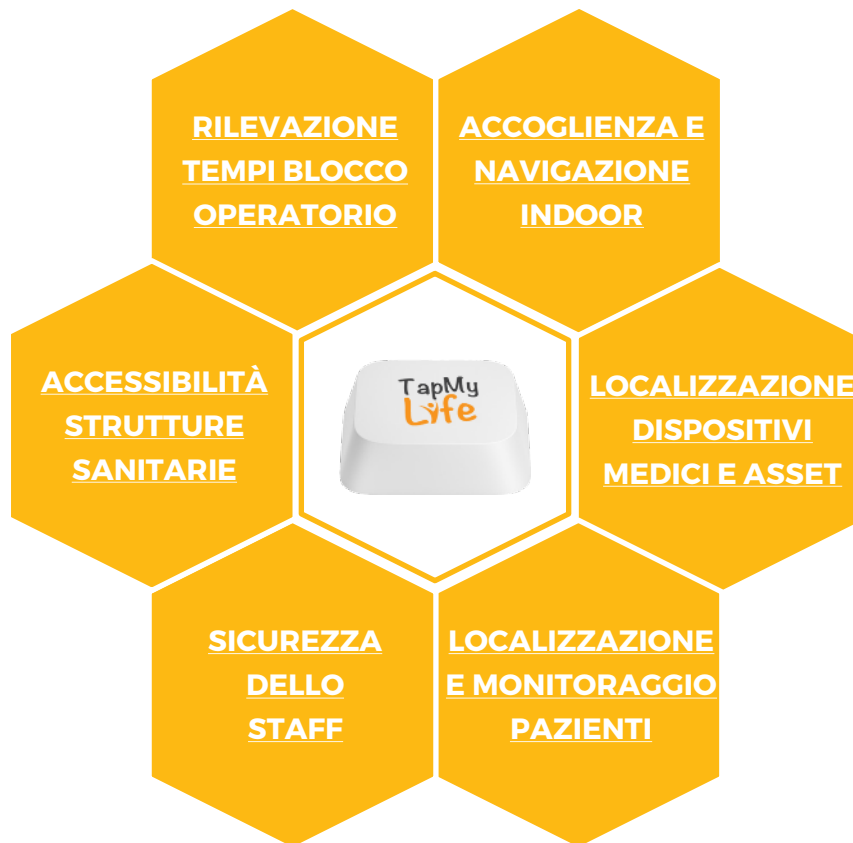 RILEVAZIONE
TEMPI BLOCCO
OPERATORIO
ACCOGLIENZA E
NAVIGAZIONE
INDOOR
ACCESSIBILITÀ
STRUTTURE
SANITARIE
TapMy
Life
LOCALIZZAZIONE
DISPOSITIVI
MEDICI E ASSET
SICUREZZA
DELLO
STAFF
LOCALIZZAZIONE
E MONITORAGGIO
PAZIENTI